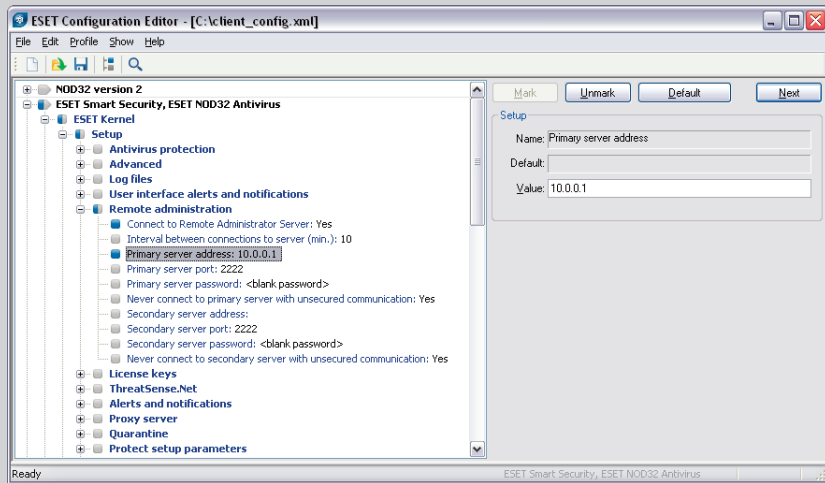 ESET Configuration Editor - [C:\client_config.xml]
File Edit Profile Show Help
NOD32 version 2
ESET Smart Security, ESET NOD32 Antivirus
ESET Kernel
Setup
Antivirus protection
Advanced
Log files
User interface alerts and notifications
Remote administration
Connect to Remote Administrator Server: Yes
Interval between connections to server (min.): 10
Primary server address: 10.0.0.1
Primary server port: 2222
Primary server password: <blank password>
Never connect to primary server with unsecured communication: Yes
Secondary server address:
Secondary server port: 2222
Secondary server password: <blank password>
Never connect to secondary server with unsecured communication: Yes
License keys
ThreatSense.Net
Alerts and notifications
Proxy server
Quarantine
Protect setup parameters
Mark Unmark Default Next
Setup
Name: Primary server address
Default:
Value: 10.0.0.1
Ready
ESET Smart Security, ESET NOD32 Antivirus